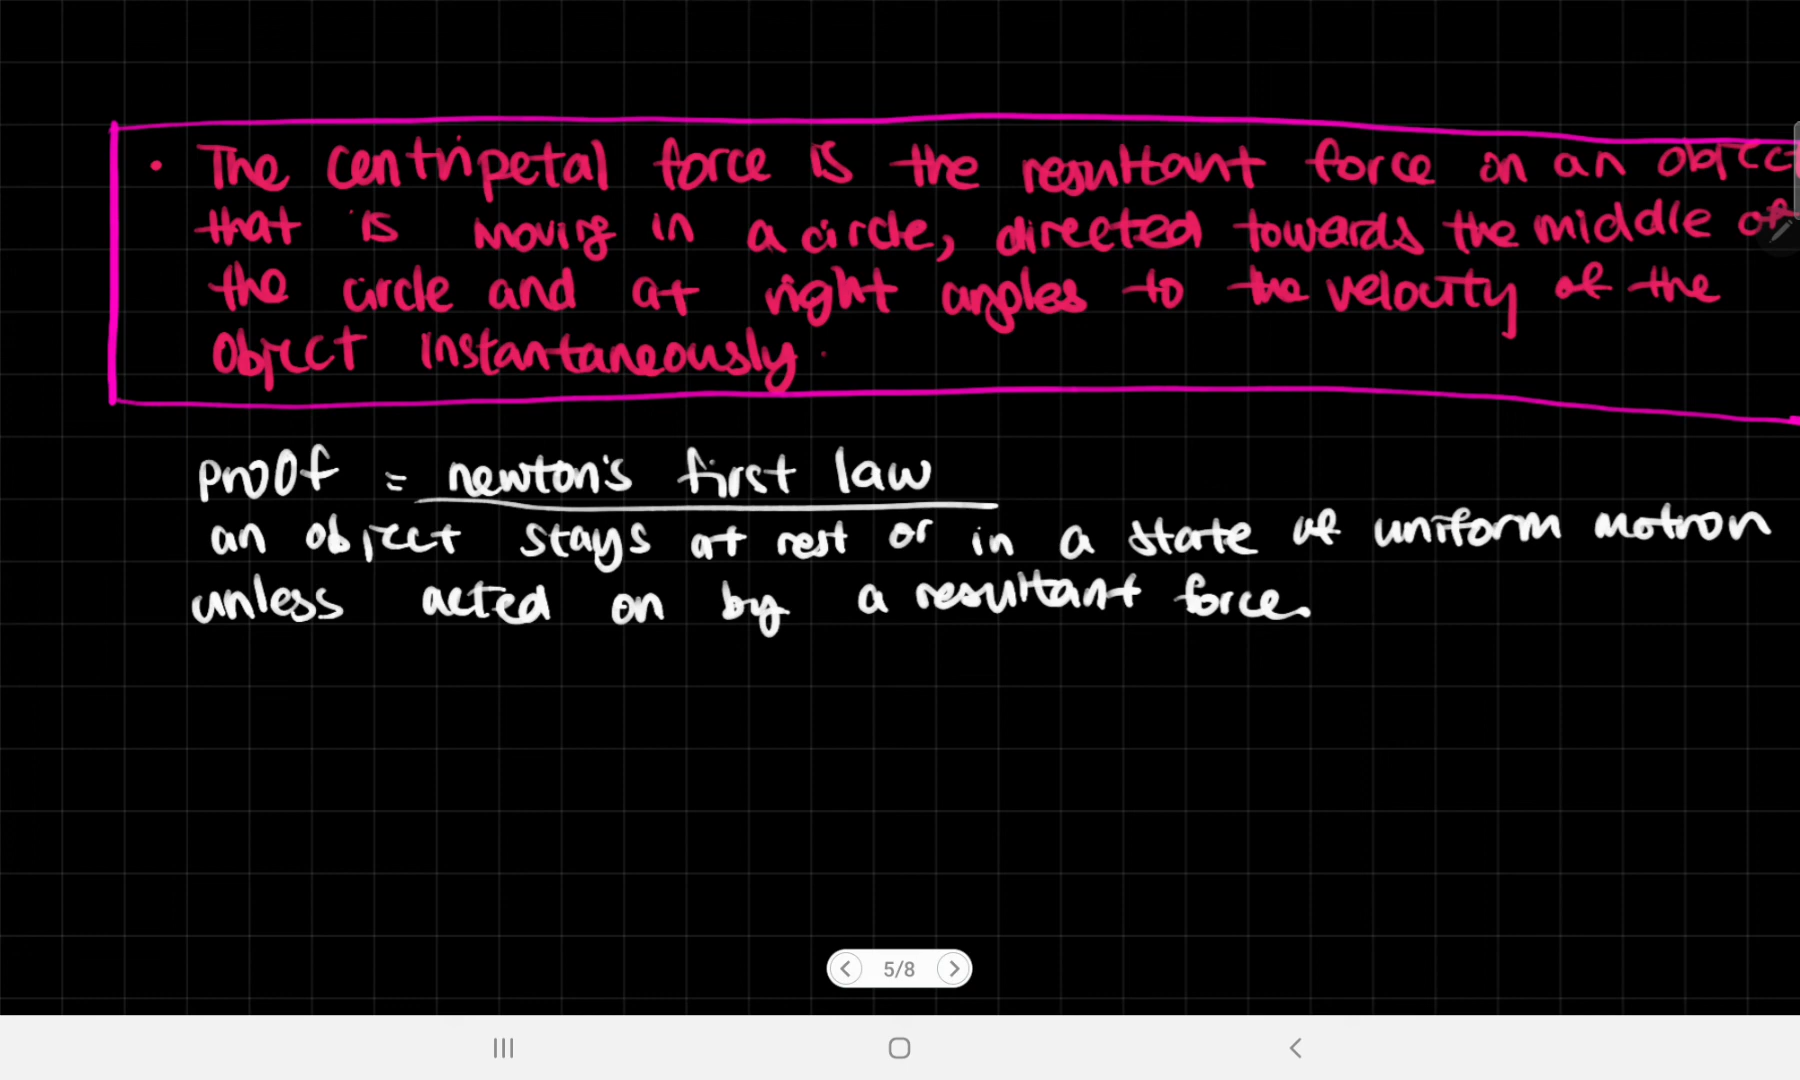 • The centripetal force is the resultant force on an object
that is moving in a circle, directed towards the middle of
the circle and at right angles to the velocity of the
object instantaneously.
proof = newton's first law
an object stays at rest or in a state of uniform motion
unless acted on by a resultant force.
5/8